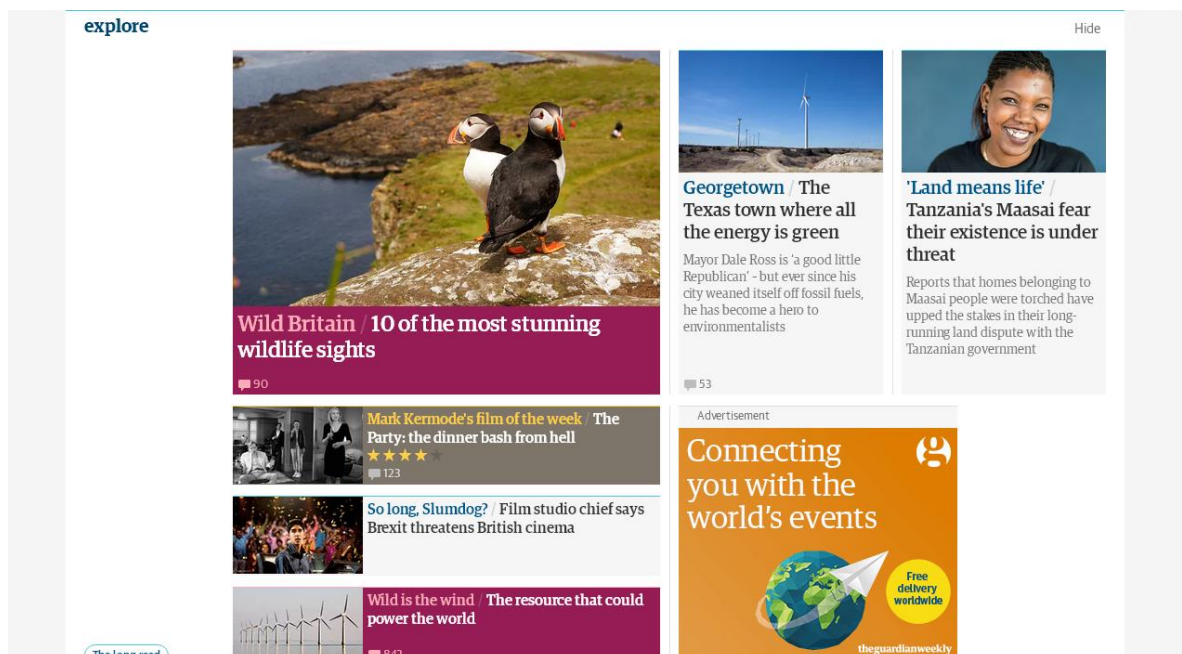 explore
Hide
Wild Britain / 10 of the most stunning
wildlife sights
90
Georgetown / The
Texas town where all
the energy is green
Mayor Dale Ross is ‘a good little
Republican’ - but ever since his
city weaned itself off fossil fuels,
he has become a hero to
environmentalists
53
'Land means life' /
Tanzania's Maasai fear
their existence is under
threat
Reports that homes belonging to
Maasai people were torched have
upped the stakes in their long-
running land dispute with the
Tanzanian government
Mark Kermode's film of the week / The
Party: the dinner bash from hell
123
So long, Slumdog? / Film studio chief says
Brexit threatens British cinema
Wild is the wind / The resource that could
power the world
842
Advertisement
Connecting
you with the
world’s events
Free
delivery
worldwide
theguardianweekly
The long read